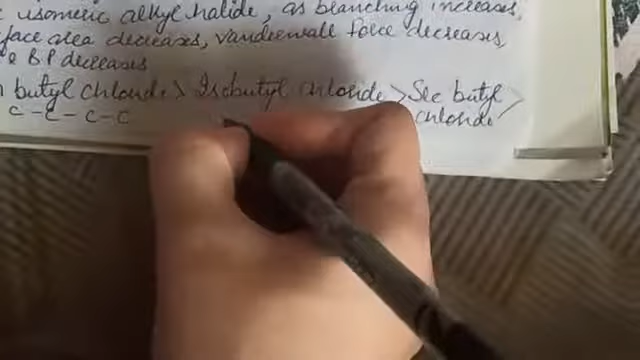 isomeric alkyl halide, as branching increases,
face area decreases, Vanderwall force decreases
B P decreases
butyl chloride > Isobutyl chloride > Sec butyl >
chloride
C - C - C - C